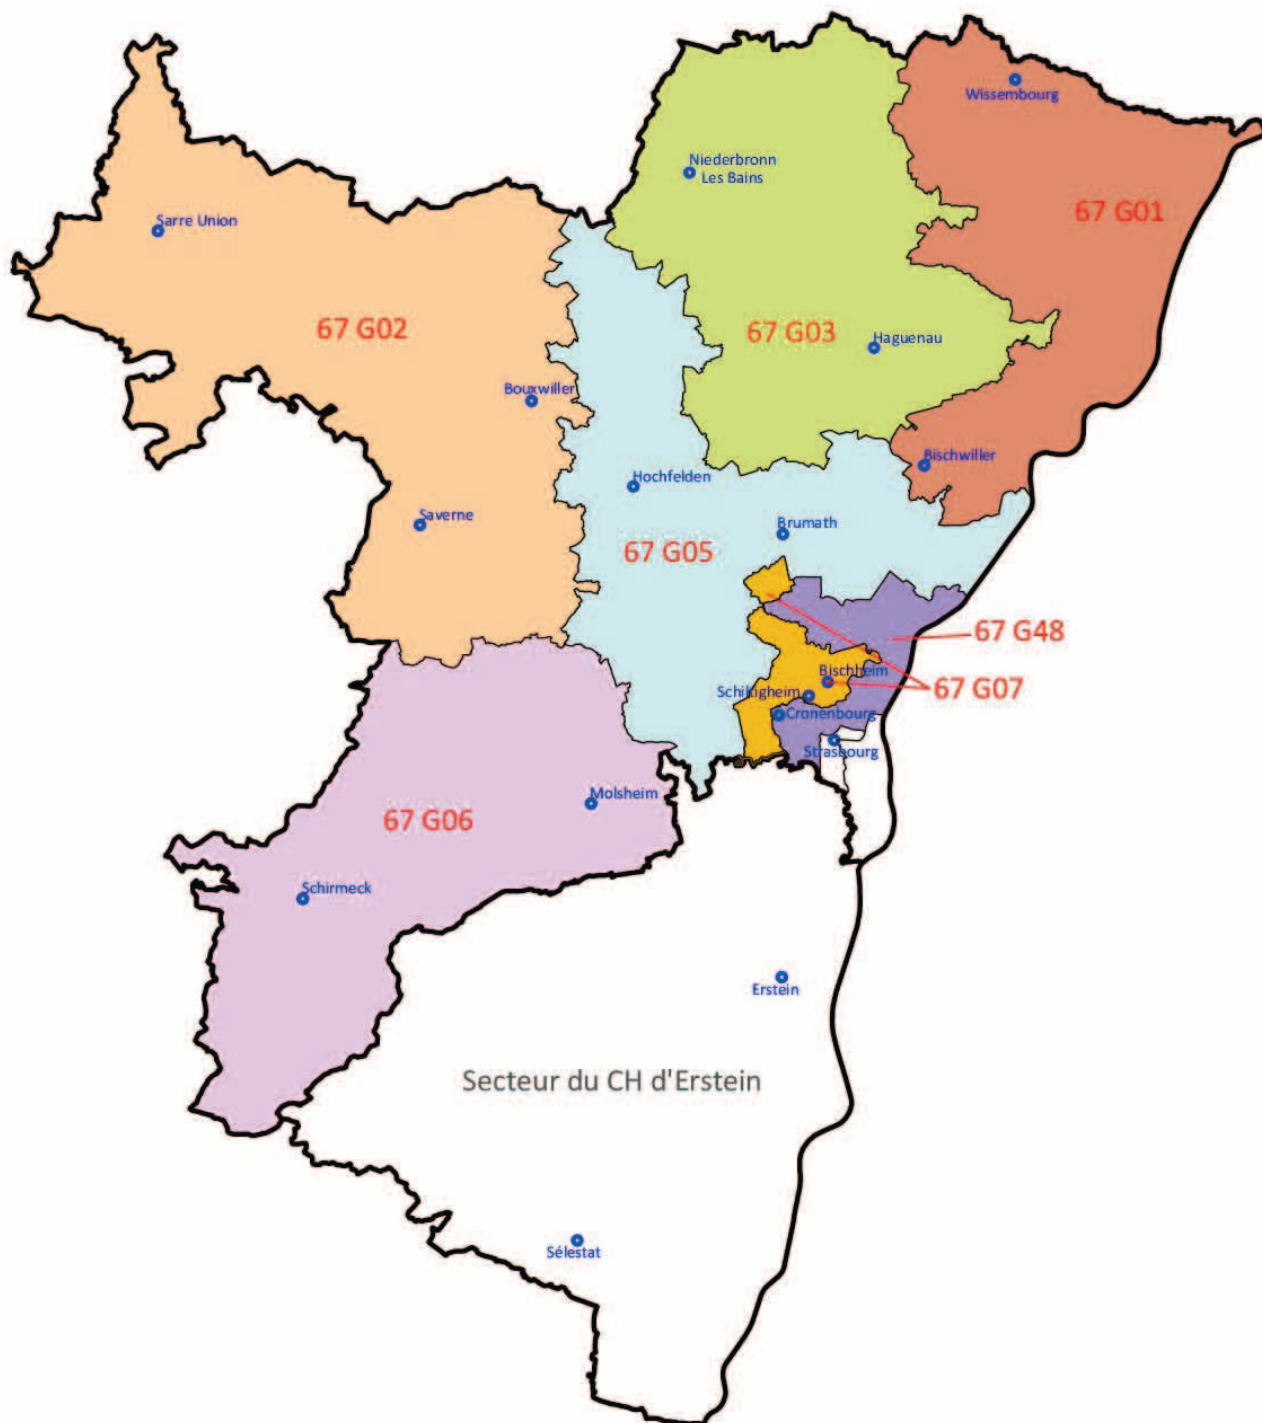 Wissembourg
Niederbronn
Les Bains
Sarre Union
67 G01
67 G02
67 G03
Haguenau
Bouxwiller
Bischwiller
Hochfelden
Saverne
Brumath
67 G05
67 G48
Bischheim
67 G07
Schikigheim
Cronenbourg
Strasbourg
Molsheim
67 G06
Schirmeck
Erstein
Secteur du CH d'Erstein
Sélestat